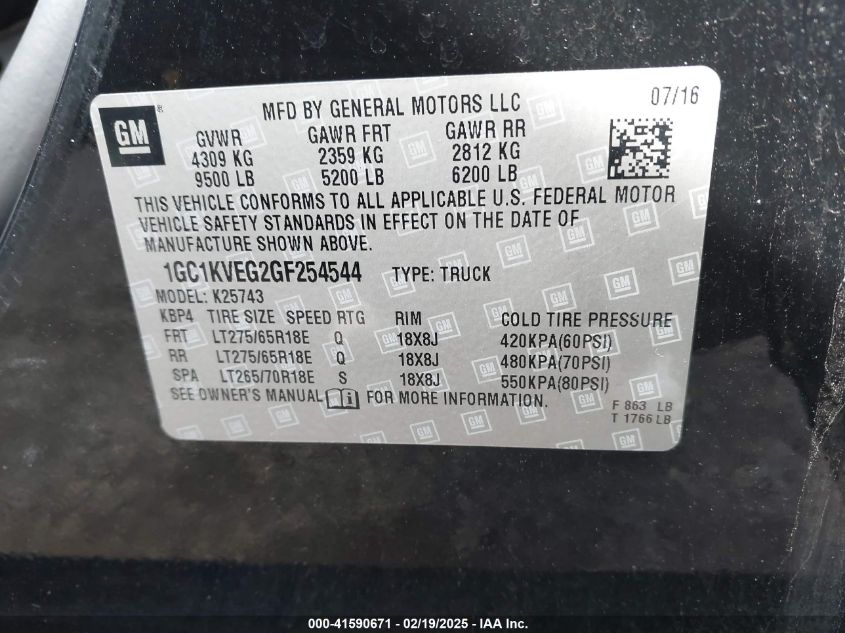 GM
MFD BY GENERAL MOTORS LLC
07/16
GVWR GAWR FRT GAWR RR
4309 KG 2359 KG 2812 KG
9500 LB 5200 LB 6200 LB
THIS VEHICLE CONFORMS TO ALL APPLICABLE U.S. FEDERAL MOTOR
VEHICLE SAFETY STANDARDS IN EFFECT ON THE DATE OF
MANUFACTURE SHOWN ABOVE.
1GC1KVEG2GF254544 TYPE: TRUCK
MODEL: K25743
KBP4 TIRE SIZE SPEED RTG RIM COLD TIRE PRESSURE
FRT LT275/65R18E Q 18X8J 420KPA(60PSI)
RR LT275/65R18E Q 18X8J 480KPA(70PSI)
SPA LT265/70R18E S 18X8J 550KPA(80PSI)
SEE OWNER'S MANUAL FOR MORE INFORMATION.
F 863 LB
T 1766 LB
000-41590671 - 02/19/2025 - IAAI.com.